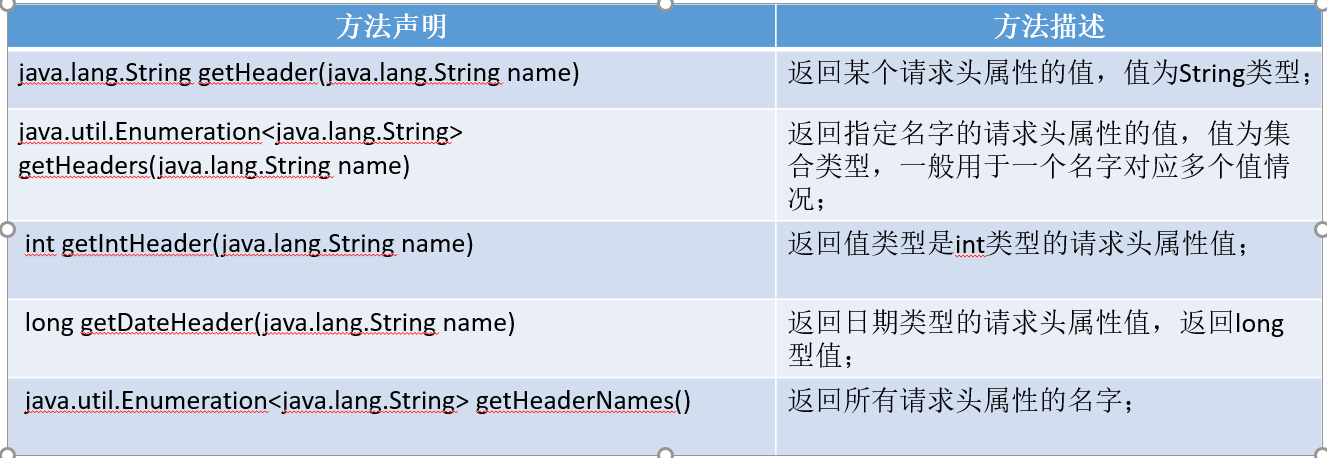 方法声明
方法描述
java.lang.String getHeader(java.lang.String name)
返回某个请求头属性的值，值为String类型；
java.util.Enumeration<java.lang.String>
getHeaders(java.lang.String name)
返回指定名字的请求头属性的值，值为集
合类型，一般用于一个名字对应多个值情
况；
int getIntHeader(java.lang.String name)
返回值类型是int类型的请求头属性值；
long getDateHeader(java.lang.String name)
返回日期类型的请求头属性值，返回long
型值；
java.util.Enumeration<java.lang.String> getHeaderNames()
返回所有请求头属性的名字；